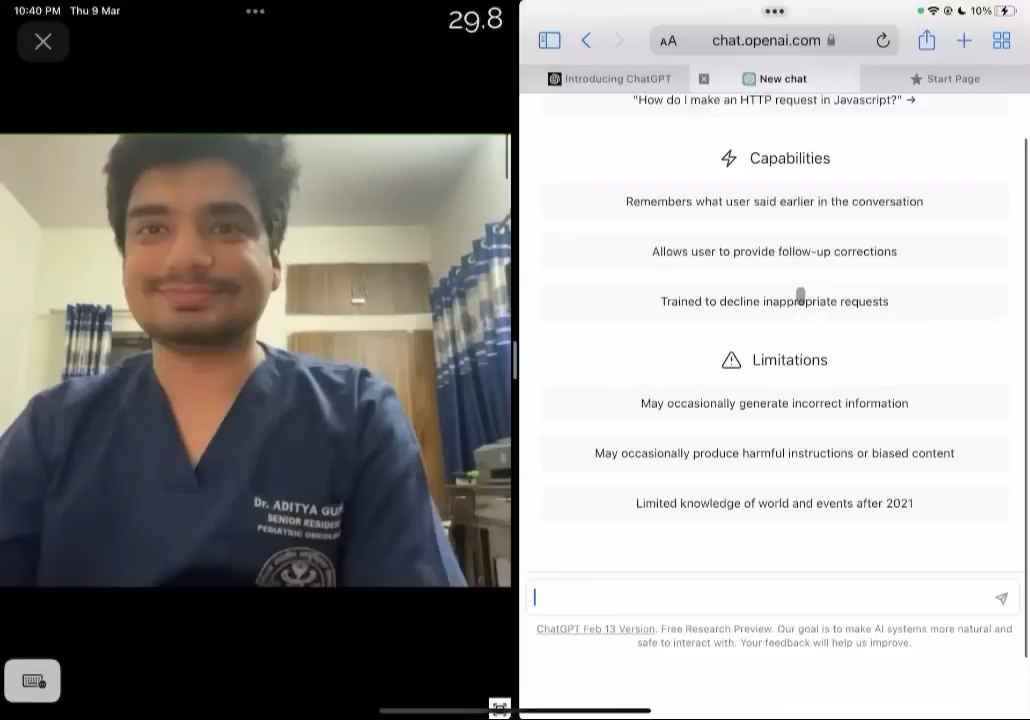 10:40 PM Thu 9 Mar
29.8
Dr. ADITYA
SENIOR
PEDIATRIC
10%
AA chat.openai.com
Introducing ChatGPT
New chat
Start Page
"How do I make an HTTP request in Javascript?" →
Capabilities
Remembers what user said earlier in the conversation
Allows user to provide follow-up corrections
Trained to decline inappropriate requests
Limitations
May occasionally generate incorrect information
May occasionally produce harmful instructions or biased content
Limited knowledge of world and events after 2021
ChatGPT Feb 13 Version. Free Research Preview. Our goal is to make AI systems more natural and
safe to interact with. Your feedback will help us improve.